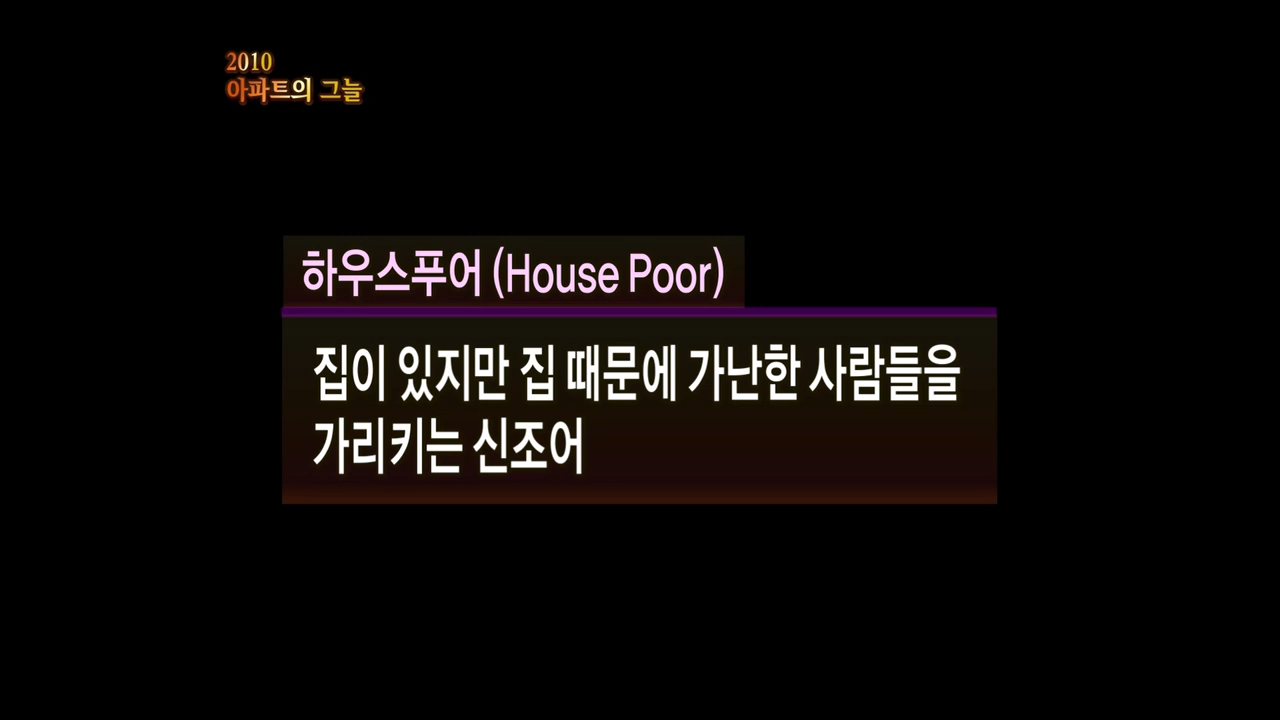 2010
아파트의 그늘
하우스푸어 (House Poor)
집이 있지만 집 때문에 가난한 사람들을
가리키는 신조어